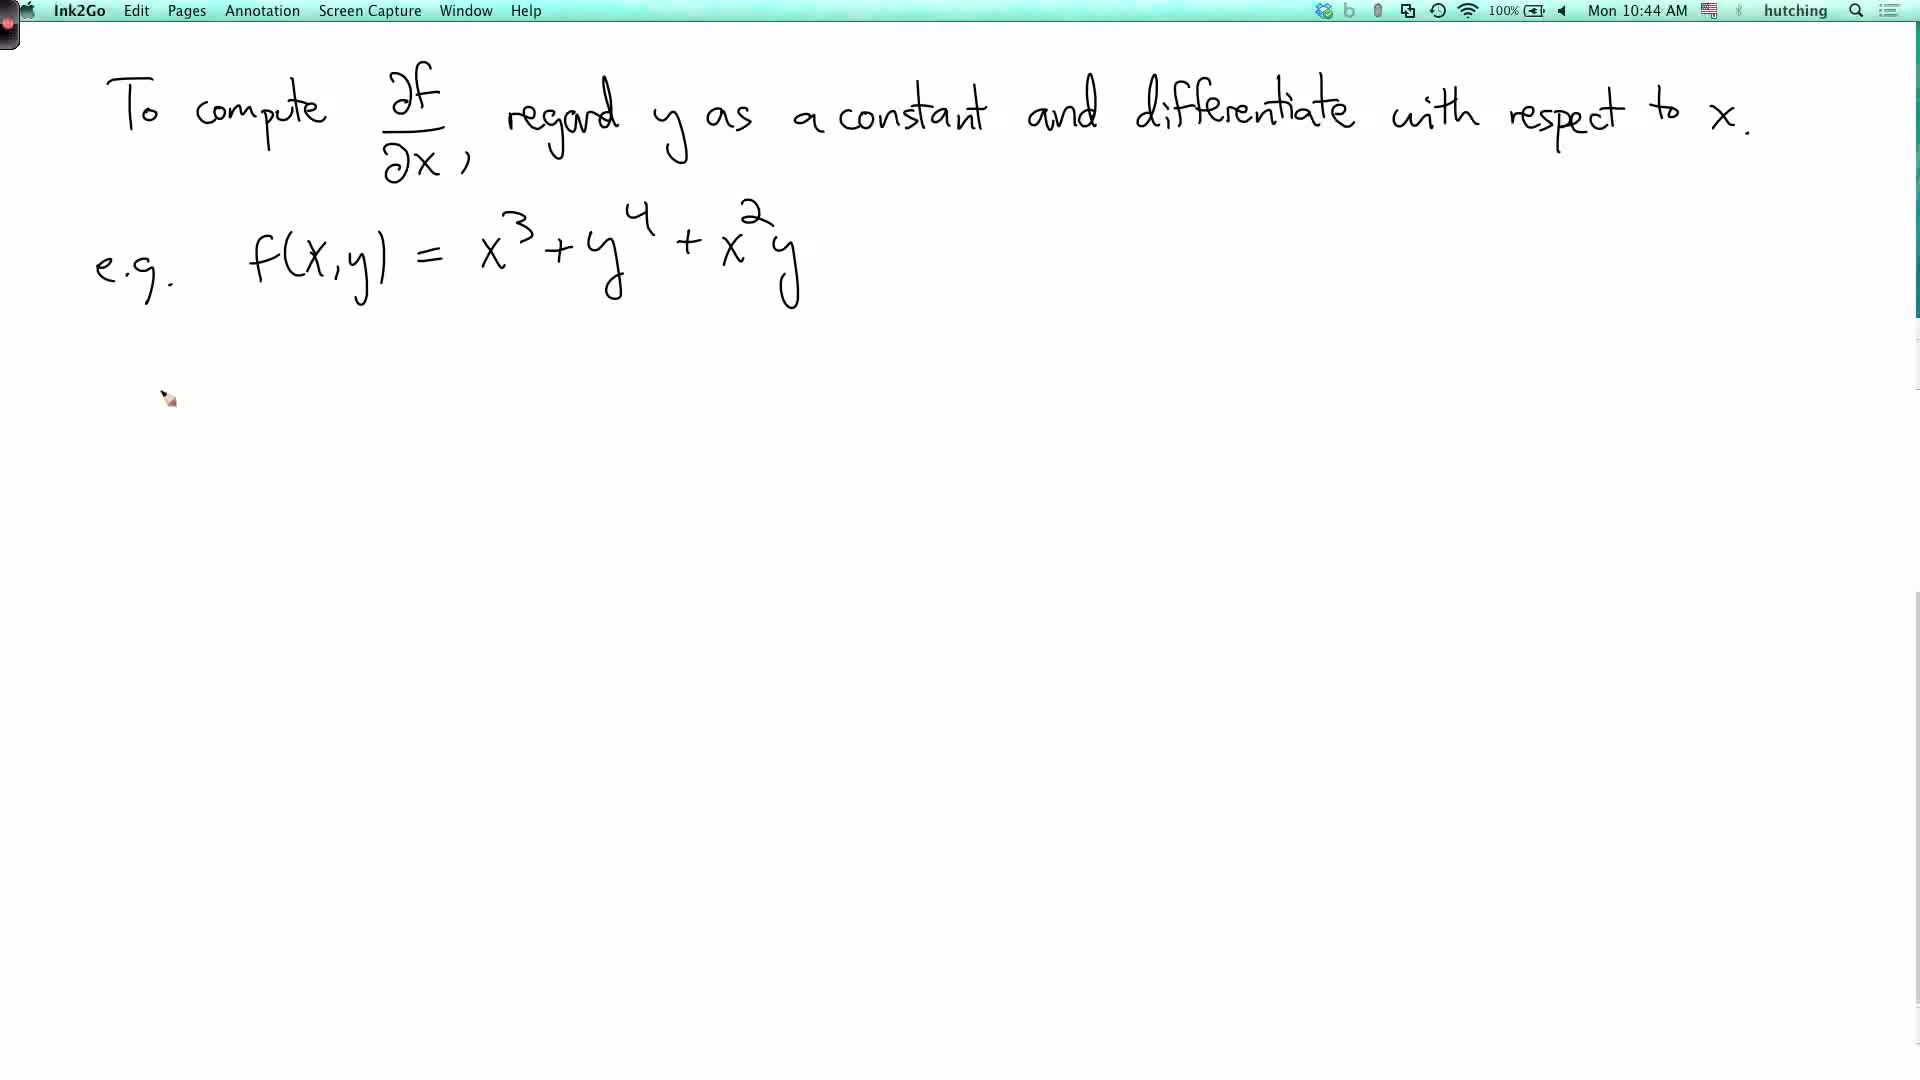 Ink2Go Edit Pages Annotation Screen Capture Window Help 100% Mon 10:44 AM hutching
To compute ∂f/∂x, regard y as a constant and differentiate with respect to x.
e.g. f(x,y) = x³ + y⁴ + x²y